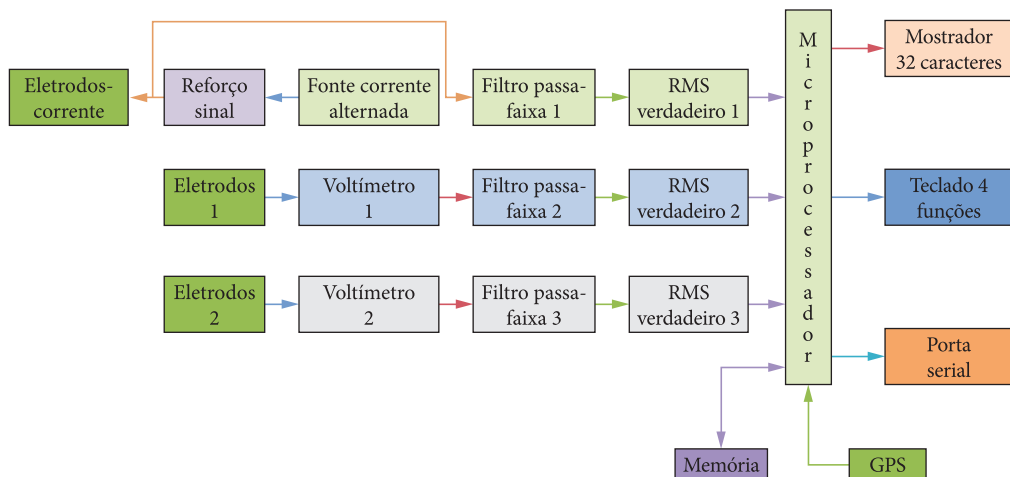 Eletrodos-
corrente
Reforço
sinal
Fonte corrente
alternada
Filtro passa-
faixa 1
RMS
verdadeiro 1
Microprocessador
Mostrador
32 caracteres
Eletrodos
1
Voltímetro
1
Filtro passa-
faixa 2
RMS
verdadeiro 2
Teclado 4
funções
Eletrodos
2
Voltímetro
2
Filtro passa-
faixa 3
RMS
verdadeiro 3
Porta
serial
Memória
GPS